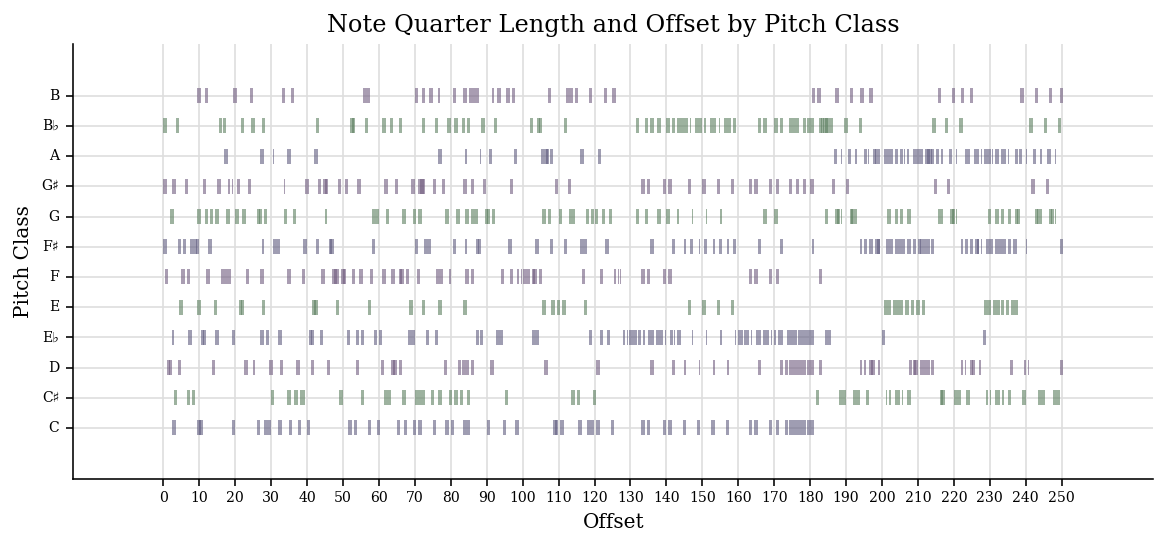 Note Quarter Length and Offset by Pitch Class
Pitch Class
B
B♭
A
G♯
G
F♯
F
E
E♭
D
C♯
C
0 10 20 30 40 50 60 70 80 90 100 110 120 130 140 150 160 170 180 190 200 210 220 230 240 250
Offset